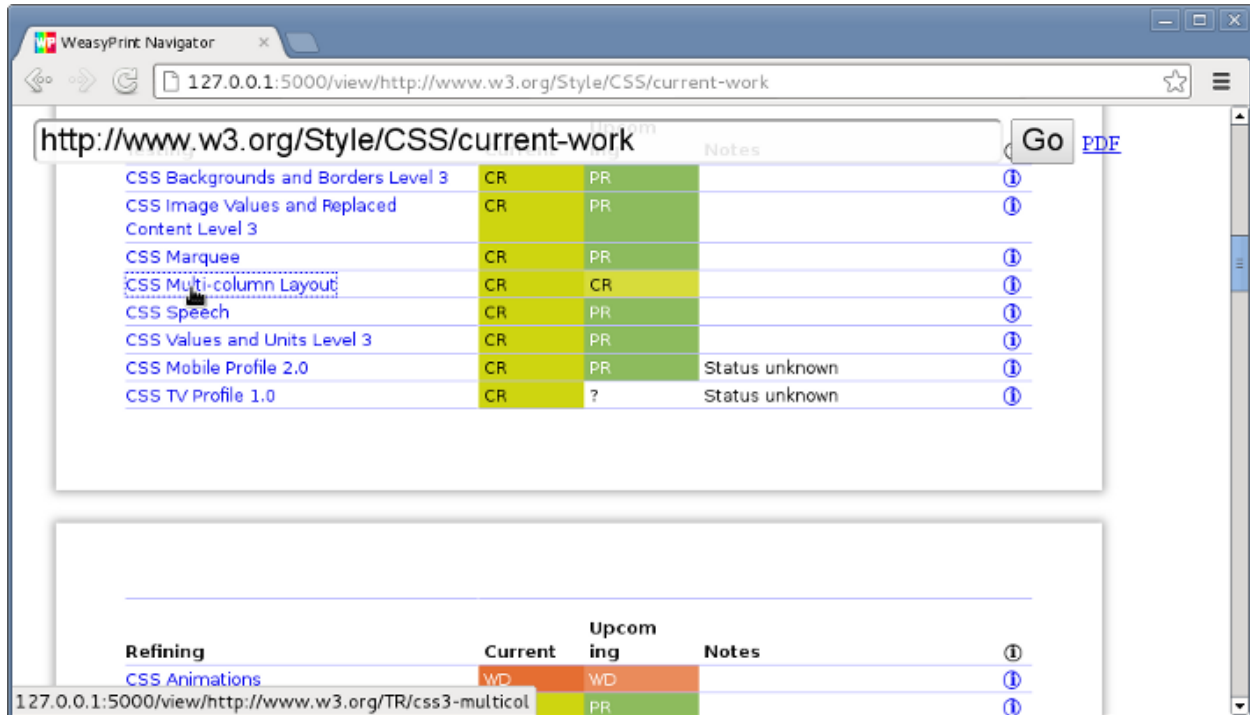 WeasyPrint Navigator
127.0.0.1:5000/view/http://www.w3.org/Style/CSS/current-work
http://www.w3.org/Style/CSS/current-work Go PDF
Upcom
Testing Current ing Notes
CSS Backgrounds and Borders Level 3 CR PR
CSS Image Values and Replaced CR PR
Content Level 3
CSS Marquee CR PR
CSS Multi-column Layout CR CR
CSS Speech CR PR
CSS Values and Units Level 3 CR PR
CSS Mobile Profile 2.0 CR PR Status unknown
CSS TV Profile 1.0 CR ? Status unknown
Upcom
Refining Current ing Notes
CSS Animations WD WD
PR
127.0.0.1:5000/view/http://www.w3.org/TR/css3-multicol